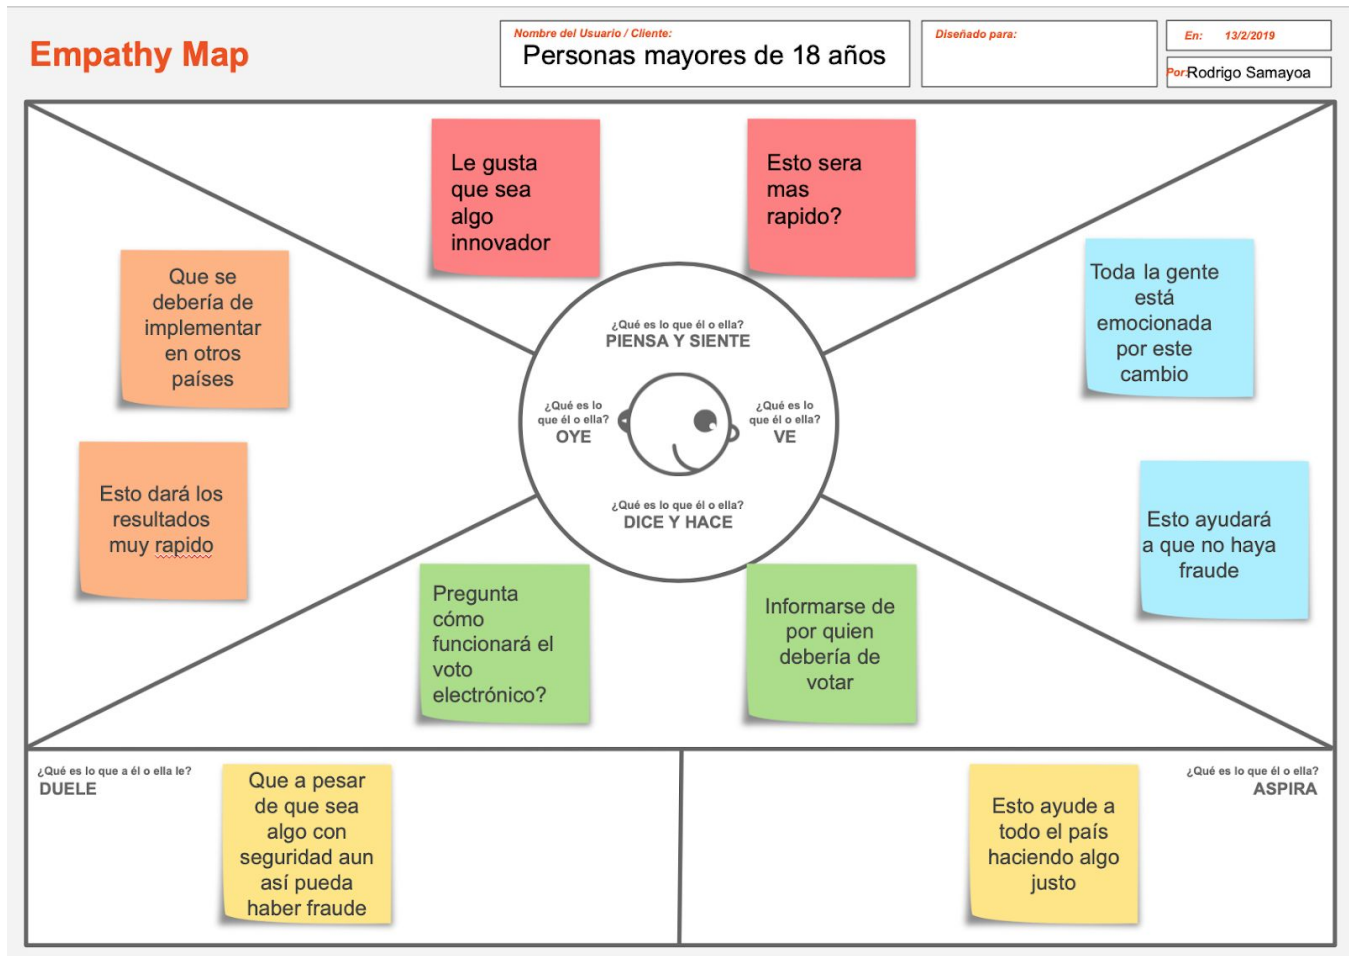 Empathy Map
Nombre del Usuario / Cliente:
Personas mayores de 18 años
Diseñado para:
En: 13/2/2019
Por:Rodrigo Samayoa
Le gusta
que sea
algo
innovador
Esto sera
mas
rapido?
Que se
debería de
implementar
en otros
países
Esto dará los
resultados
muy rapido
Toda la gente
está
emocionada
por este
cambio
Esto ayudará
a que no haya
fraude
¿Qué es lo que él o ella?
PIENSA Y SIENTE
¿Qué es lo
que él o ella?
OYE
¿Qué es lo
que él o ella?
VE
¿Qué es lo que él o ella?
DICE Y HACE
Pregunta
cómo
funcionará el
voto
electrónico?
Informarse de
por quien
debería de
votar
¿Qué es lo que a él o ella le?
DUELE
Que a pesar
de que sea
algo con
seguridad aun
así pueda
haber fraude
Esto ayude a
todo el país
haciendo algo
justo
¿Qué es lo que él o ella?
ASPIRA